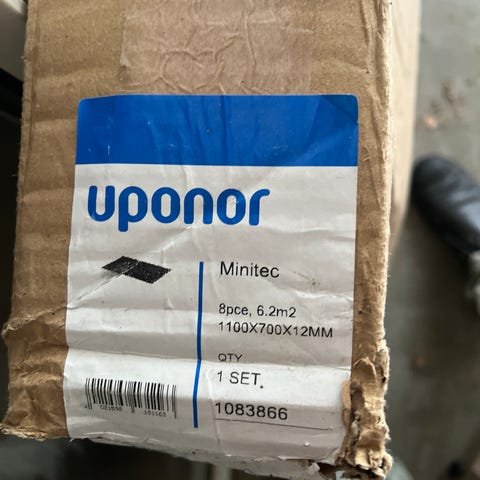 uponor
Minitec
8pce, 6.2m2
1100X700X12MM
QTY
1 SET.
1083866